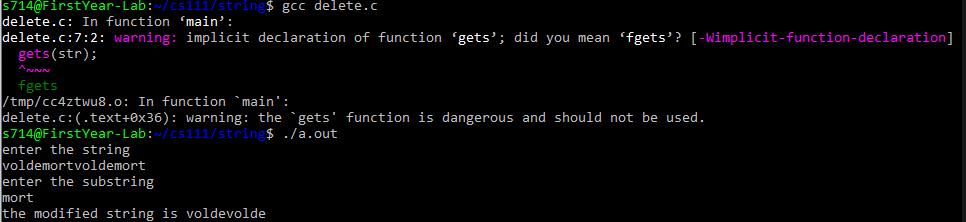 s714@FirstYear-Lab:~/cs111/string$ gcc delete.c
delete.c: In function ‘main’:
delete.c:7:2: warning: implicit declaration of function ‘gets’; did you mean ‘fgets’? [-Wimplicit-function-declaration]
gets(str);
^~~~
fgets
/tmp/cc4ztwu8.o: In function `main':
delete.c:(.text+0x36): warning: the `gets' function is dangerous and should not be used.
s714@FirstYear-Lab:~/cs111/string$ ./a.out
enter the string
voldemortvoldemort
enter the substring
mort
the modified string is voldevolde